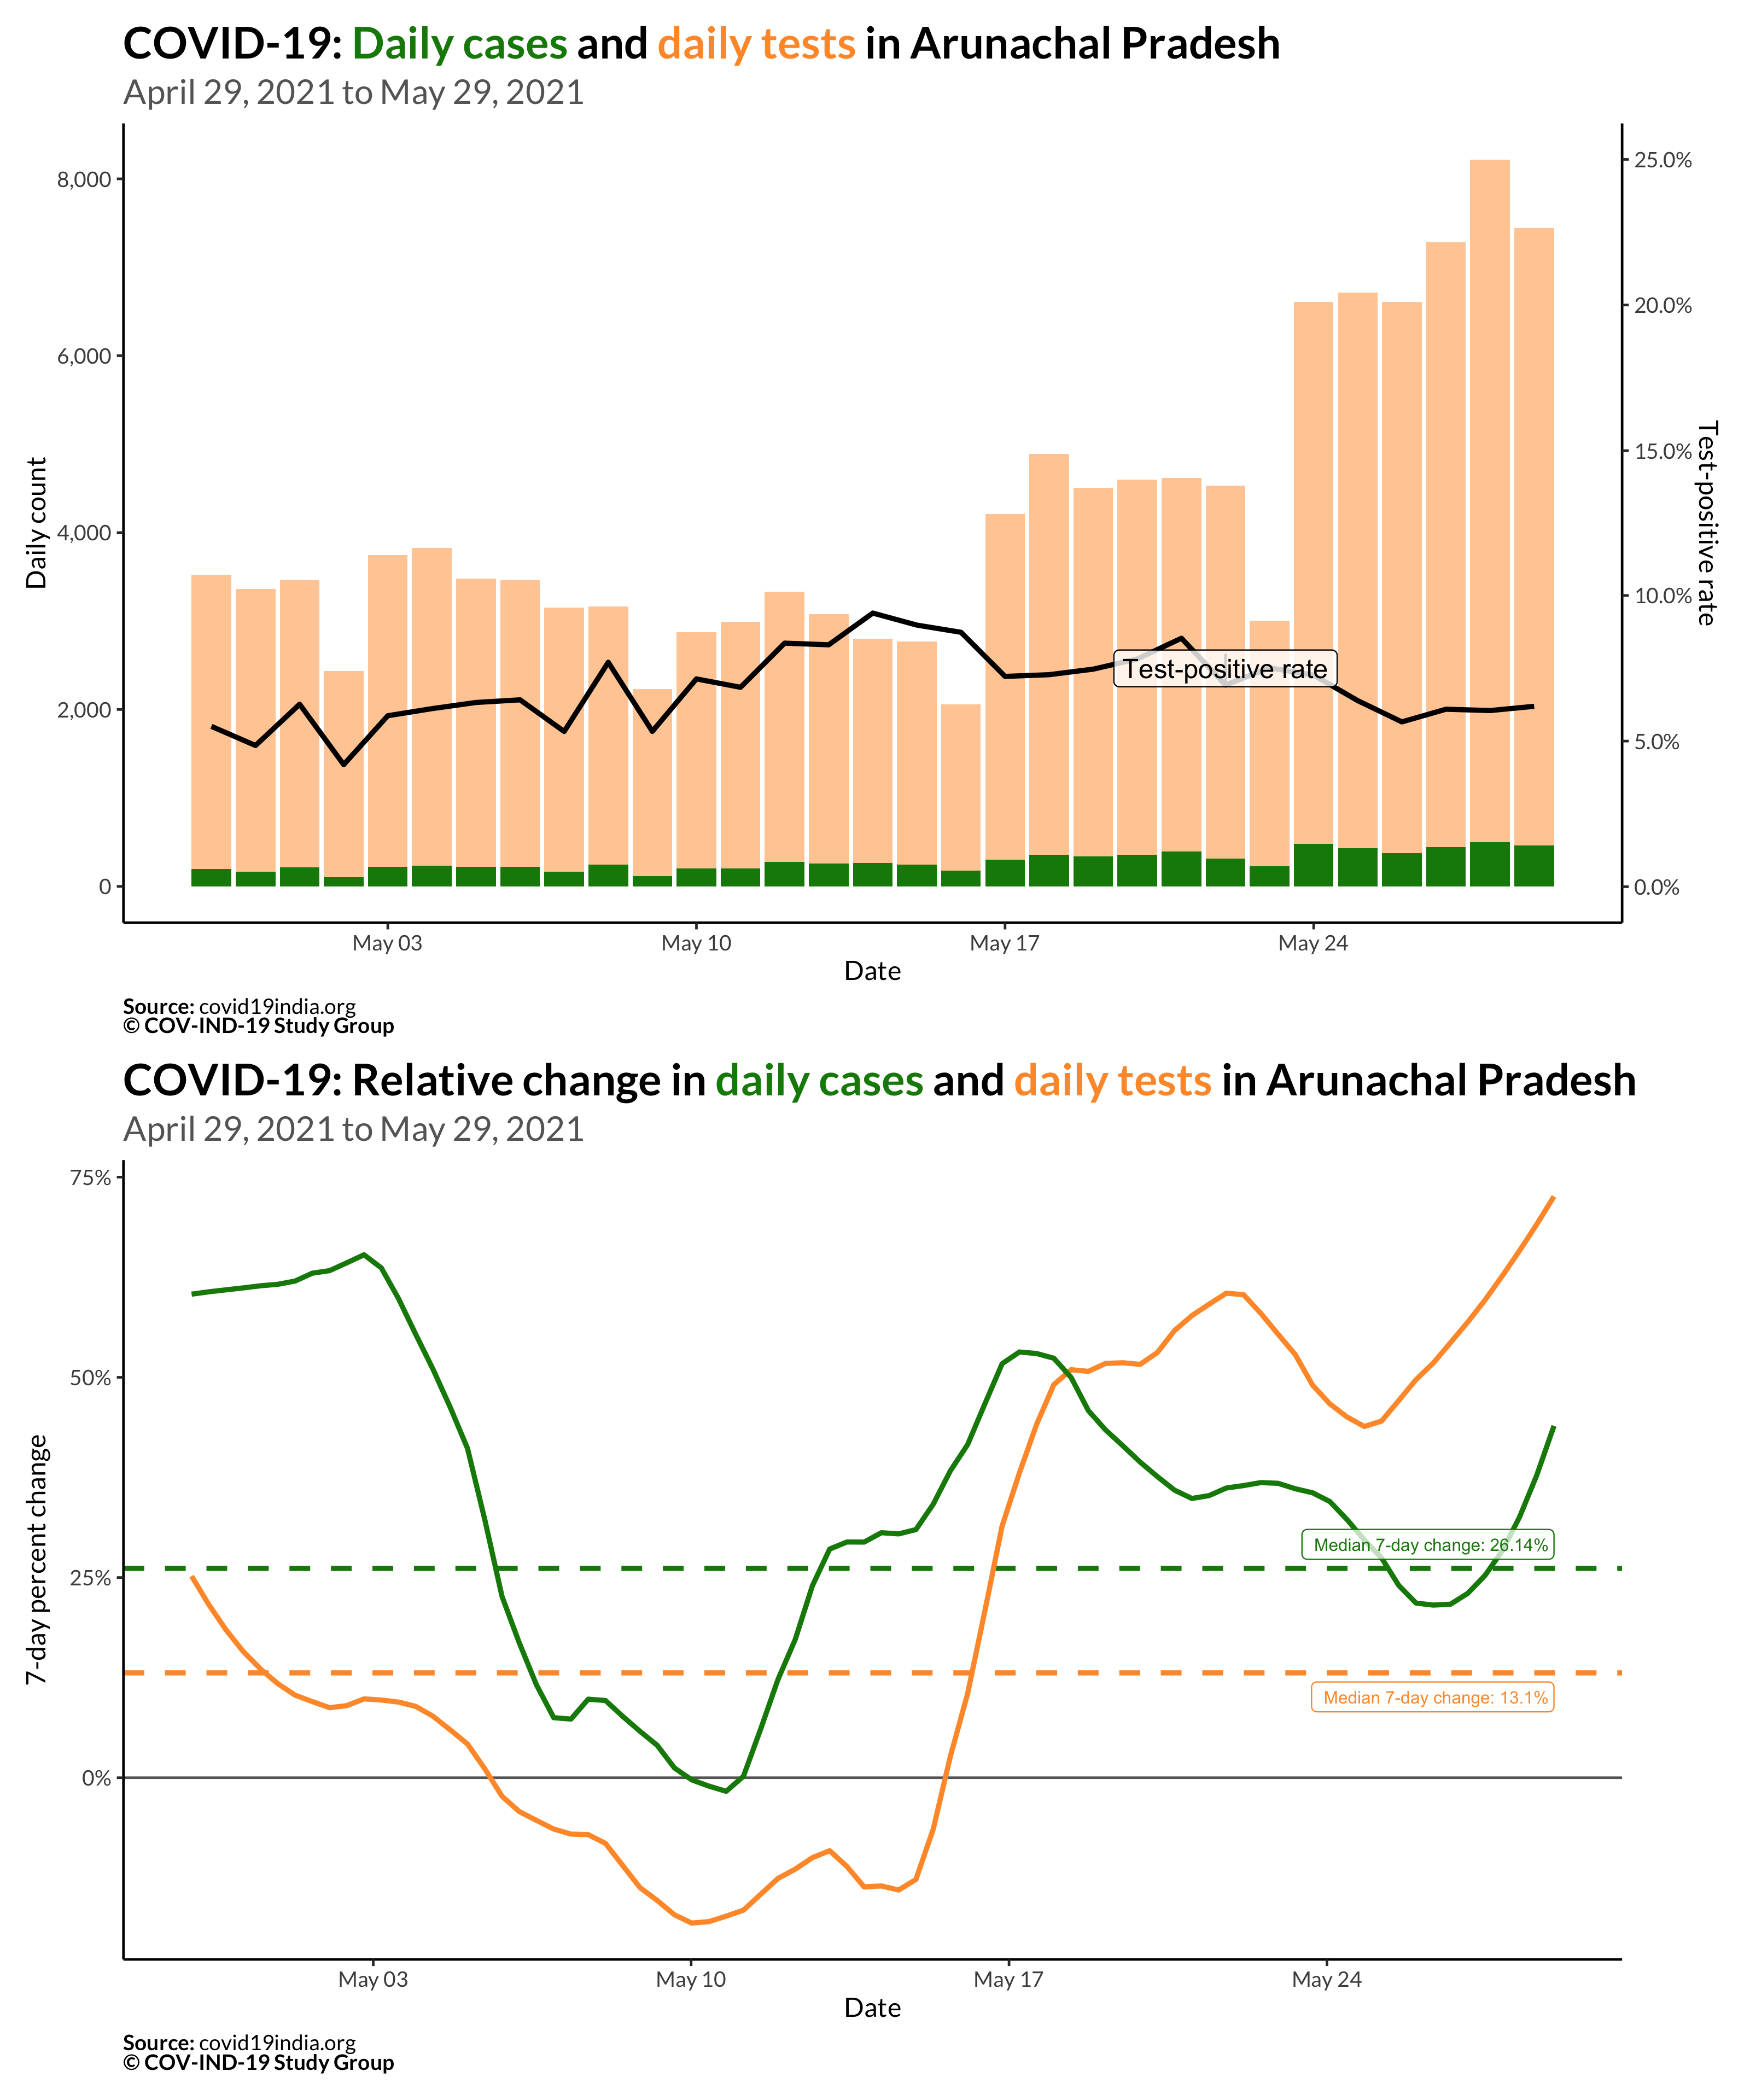 COVID-19: Daily cases and daily tests in Arunachal Pradesh
April 29, 2021 to May 29, 2021
8,000
6,000
4,000
2,000
0
Daily count
25.0%
20.0%
15.0%
10.0%
5.0%
0.0%
Test-positive rate
Test-positive rate
May 03
May 10
May 17
May 24
Date
Source: covid19india.org
© COV-IND-19 Study Group
COVID-19: Relative change in daily cases and daily tests in Arunachal Pradesh
April 29, 2021 to May 29, 2021
75%
50%
25%
0%
7-day percent change
Median 7-day change: 26.14%
Median 7-day change: 13.1%
May 03
May 10
May 17
May 24
Date
Source: covid19india.org
© COV-IND-19 Study Group